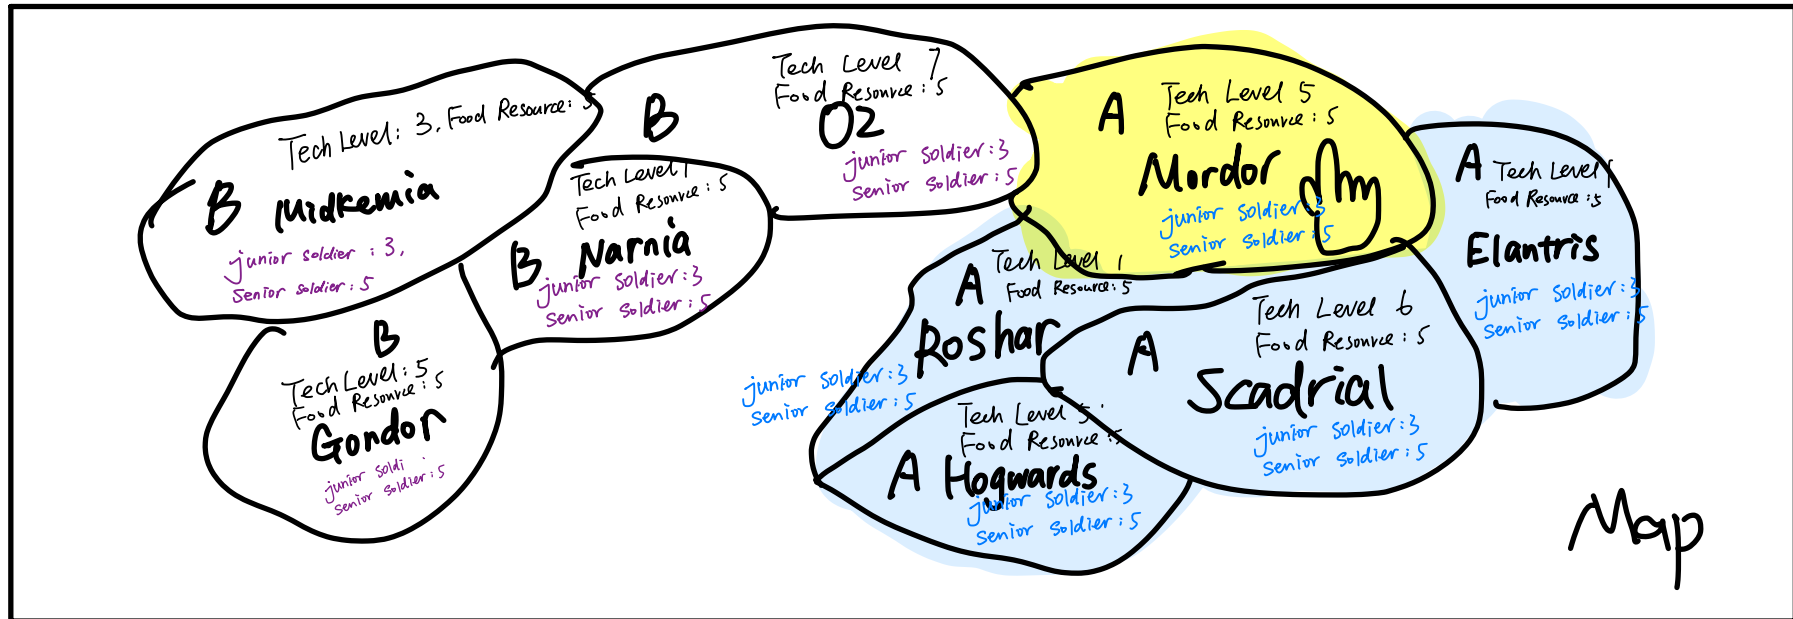 Tech Level: 3, Food Resource: 5
B Midkemia
junior soldier : 3,
Senior soldier : 5
Tech Level 7
Food Resource: 5
B O2
junior soldier: 3
senior soldier: 5
Tech Level 1
Food Resource : 5
B Narnia
junior soldier: 3
senior soldier: 5
B
Tech Level: 5
Food Resource: 5
Gondor
junior soldi
senior soldier: 5
A Tech Level 5
Food Resource: 5
Mordor
junior soldier: 3
senior soldier: 5
A Tech Level
Food Resource: 5
Elantris
junior soldier: 3
senior soldier: 5
Tech Level 1
A Food Resource: 5
Roshar
junior soldier: 3
senior soldier: 5
Tech Level 6
A Food Resource: 5
Scadrial
junior soldier: 3
senior soldier: 5
Tech Level 5
Food Resource: 5
A Hogwards
junior soldier: 3
senior soldier: 5
Map